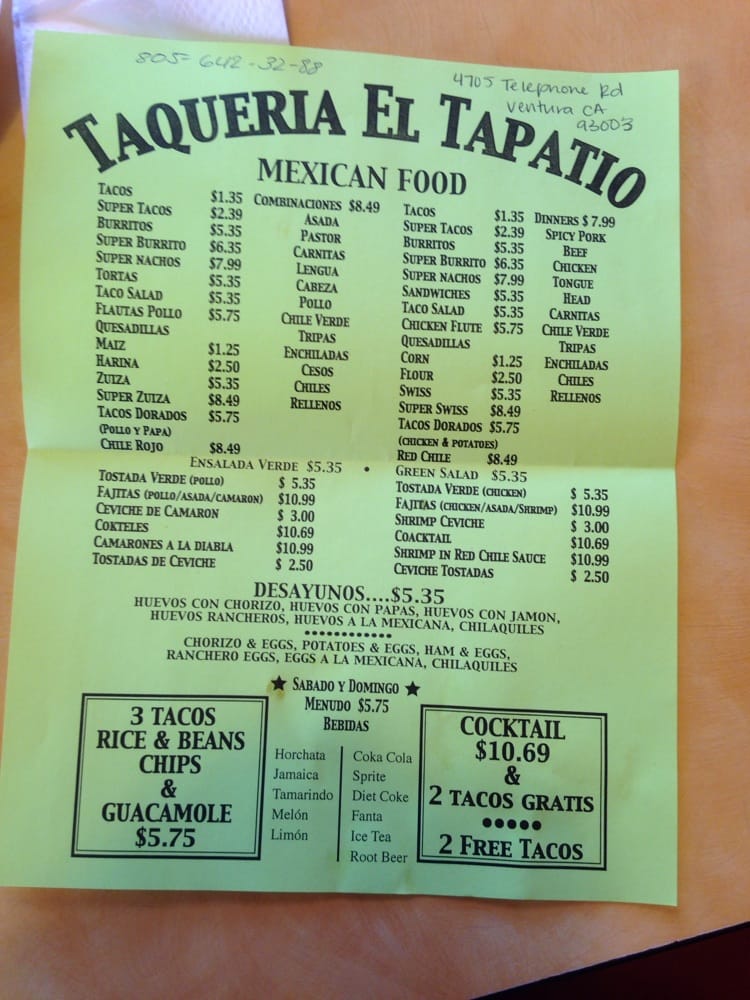 805-642-32-88
4705 Telephone Rd
Ventura CA
93003
TAQUERIA EL TAPATIO
MEXICAN FOOD
TACOS $1.35
SUPER TACOS $2.39
BURRITOS $5.35
SUPER BURRITO $6.35
SUPER NACHOS $7.99
TORTAS $5.35
TACO SALAD $5.35
FLAUTAS POLLO $5.75
QUESADILLAS
MAIZ $1.25
HARINA $2.50
ZUIZA $5.35
SUPER ZUIZA $8.49
TACOS DORADOS $5.75
(POLLO Y PAPA)
CHILE ROJO $8.49
COMBINACIONES $8.49
ASADA
PASTOR
CARNITAS
LENGUA
CABEZA
POLLO
CHILE VERDE
TRIPAS
ENCHILADAS
CESOS
CHILES
RELLENOS
TACOS $1.35
SUPER TACOS $2.39
BURRITOS $5.35
SUPER BURRITO $6.35
SUPER NACHOS $7.99
SANDWICHES $5.35
TACO SALAD $5.35
CHICKEN FLUTE $5.75
QUESADILLAS
CORN $1.25
FLOUR $2.50
SWISS $5.35
SUPER SWISS $8.49
TACOS DORADOS $5.75
(CHICKEN & POTATOES)
RED CHILE $8.49
DINNERS $7.99
SPICY PORK
BEEF
CHICKEN
TONGUE
HEAD
CARNITAS
CHILE VERDE
TRIPAS
ENCHILADAS
CHILES
RELLENOS
ENSALADA VERDE $5.35 • GREEN SALAD $5.35
TOSTADA VERDE (POLLO) $ 5.35
FAJITAS (POLLO/ASADA/CAMARON) $10.99
CEVICHE DE CAMARON $ 3.00
COKTELES $10.69
CAMARONES A LA DIABLA $10.99
TOSTADAS DE CEVICHE $ 2.50
TOSTADA VERDE (CHICKEN) $ 5.35
FAJITAS (CHICKEN/ASADA/SHRIMP) $10.99
SHRIMP CEVICHE $ 3.00
COACKTAIL $10.69
SHRIMP IN RED CHILE SAUCE $10.99
CEVICHE TOSTADAS $ 2.50
DESAYUNOS....$5.35
HUEVOS CON CHORIZO, HUEVOS CON PAPAS, HUEVOS CON JAMON,
HUEVOS RANCHEROS, HUEVOS A LA MEXICANA, CHILAQUILES
CHORIZO & EGGS, POTATOES & EGGS, HAM & EGGS,
RANCHERO EGGS, EGGS A LA MEXICANA, CHILAQUILES
★ SABADO Y DOMINGO ★
MENUDO $5.75
BEBIDAS
Horchata
Jamaica
Tamarindo
Melón
Limón
Coka Cola
Sprite
Diet Coke
Fanta
Ice Tea
Root Beer
3 TACOS
RICE & BEANS
CHIPS
&
GUACAMOLE
$5.75
COCKTAIL
$10.69
&
2 TACOS GRATIS
•••••
2 FREE TACOS